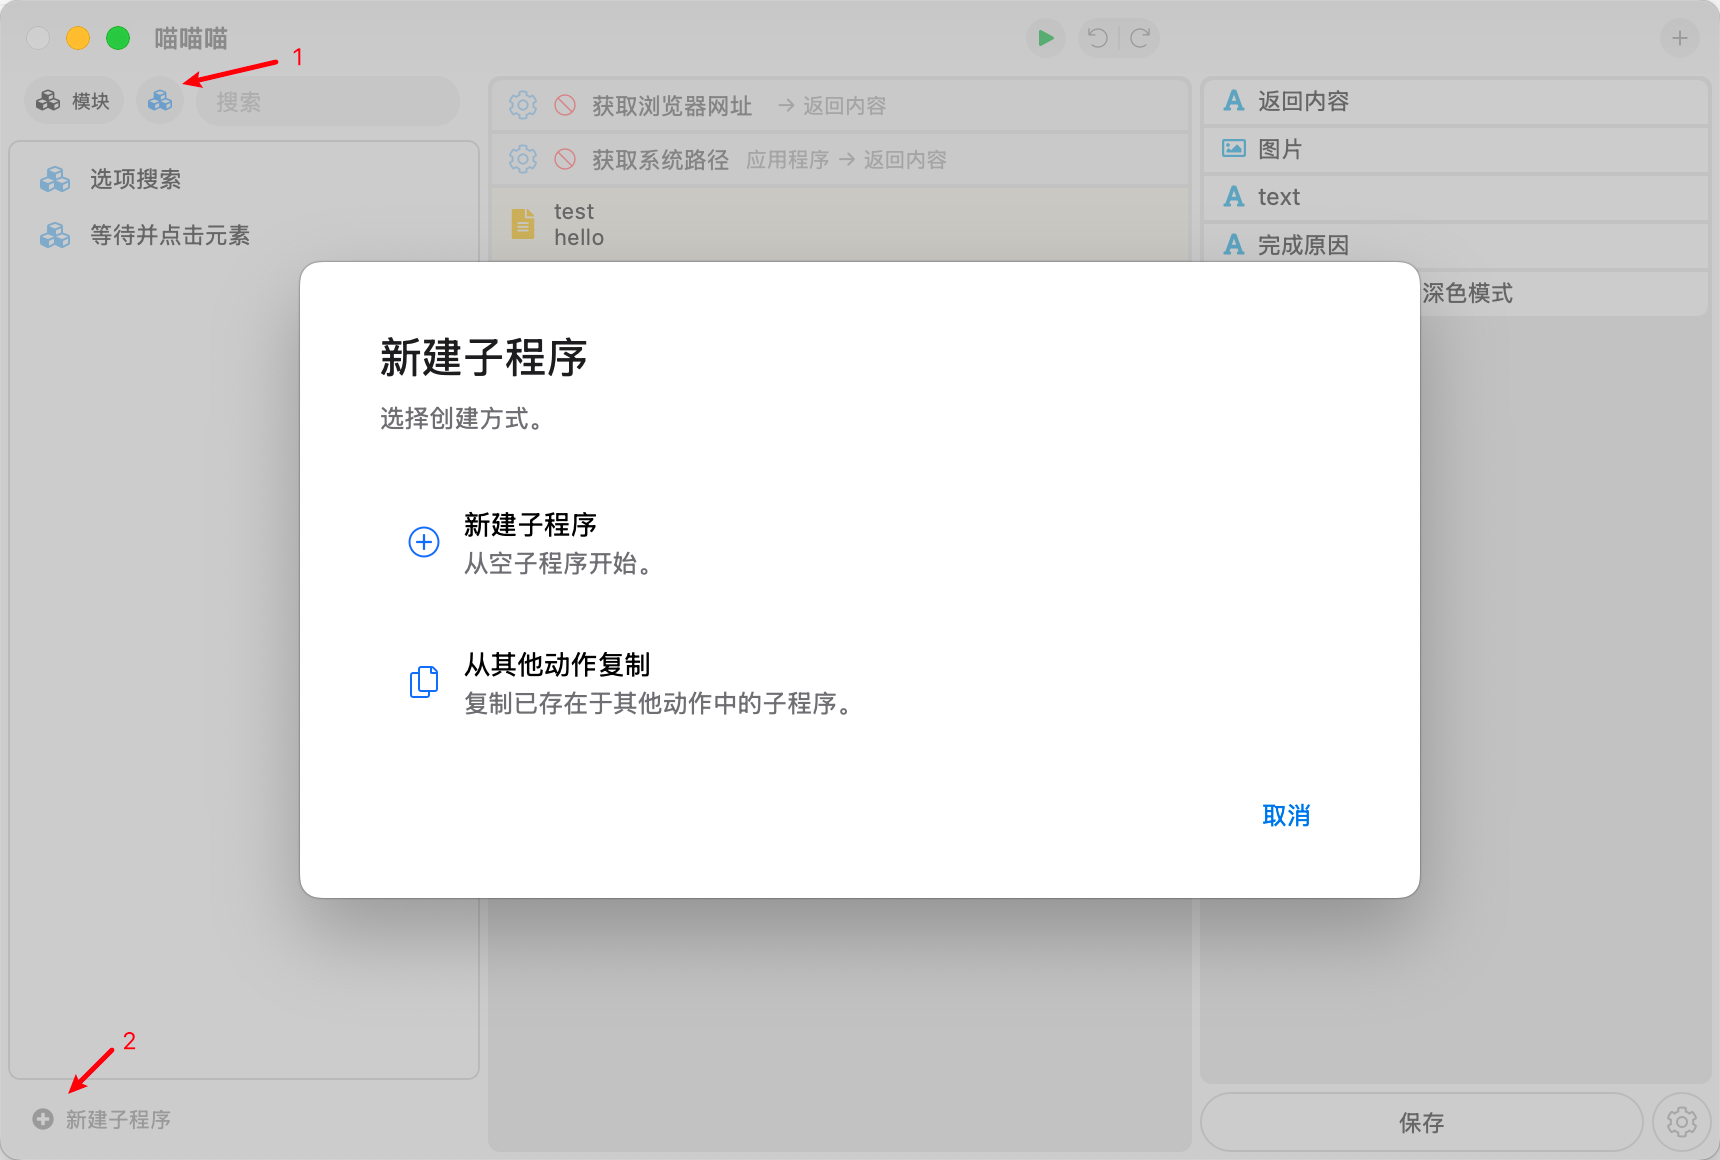 喵喵喵
1
模块
搜索
选项搜索
等待并点击元素
获取浏览器网址 → 返回内容
获取系统路径 应用程序 → 返回内容
test
hello
返回内容
图片
text
完成原因
深色模式
新建子程序
选择创建方式。
新建子程序
从空子程序开始。
从其他动作复制
复制已存在于其他动作中的子程序。
取消
2
新建子程序
保存